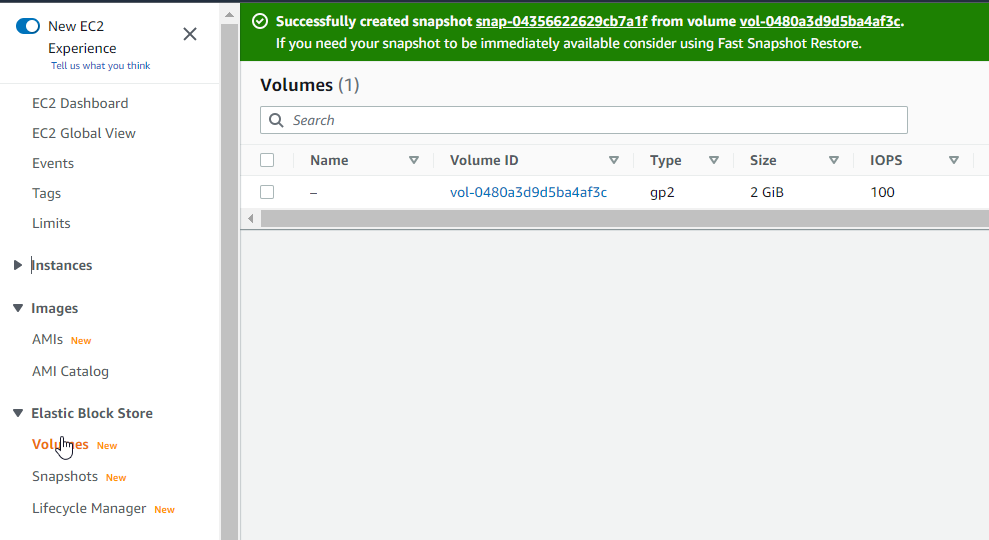 New EC2
Experience
Tell us what you think
EC2 Dashboard
EC2 Global View
Events
Tags
Limits
Instances
Images
AMIs New
AMI Catalog
Elastic Block Store
Volumes New
Snapshots New
Lifecycle Manager New
Successfully created snapshot snap-04356622629cb7a1f from volume vol-0480a3d9d5ba4af3c.
If you need your snapshot to be immediately available consider using Fast Snapshot Restore.
Volumes (1)
Search
Name Volume ID Type Size IOPS
– vol-0480a3d9d5ba4af3c gp2 2 GiB 100